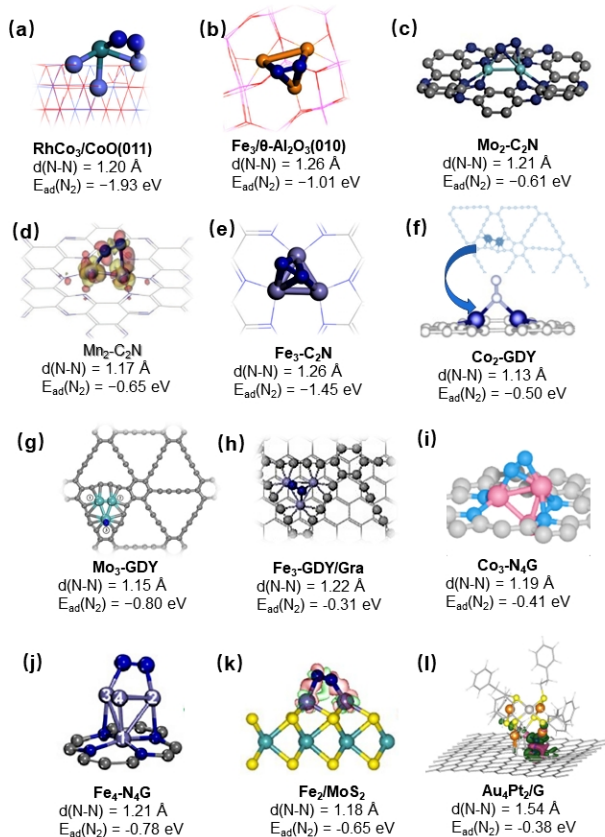 (a)
RhCo₃/CoO(011)
d(N-N) = 1.20 Å
Eₐd(N₂) = −1.93 eV
(b)
Fe₃/θ-Al₂O₃(010)
d(N-N) = 1.26 Å
Eₐd(N₂) = −1.01 eV
(c)
Mo₂-C₂N
d(N-N) = 1.21 Å
Eₐd(N₂) = −0.61 eV
(d)
Mn₂-C₂N
d(N-N) = 1.17 Å
Eₐd(N₂) = −0.65 eV
(e)
Fe₃-C₂N
d(N-N) = 1.26 Å
Eₐd(N₂) = −1.45 eV
(f)
Co₂-GDY
d(N-N) = 1.13 Å
Eₐd(N₂) = −0.50 eV
(g)
Mo₃-GDY
d(N-N) = 1.15 Å
Eₐd(N₂) = −0.80 eV
(h)
Fe₃-GDY/Gra
d(N-N) = 1.22 Å
Eₐd(N₂) = -0.31 eV
(i)
Co₃-N₄G
d(N-N) = 1.19 Å
Eₐd(N₂) = -0.41 eV
(j)
3 4 2
1
Fe₄-N₄G
d(N-N) = 1.21 Å
Eₐd(N₂) = -0.78 eV
(k)
Fe₂/MoS₂
d(N-N) = 1.18 Å
Eₐd(N₂) = -0.65 eV
(l)
Au₄Pt₂/G
d(N-N) = 1.54 Å
Eₐd(N₂) = -0.38 eV